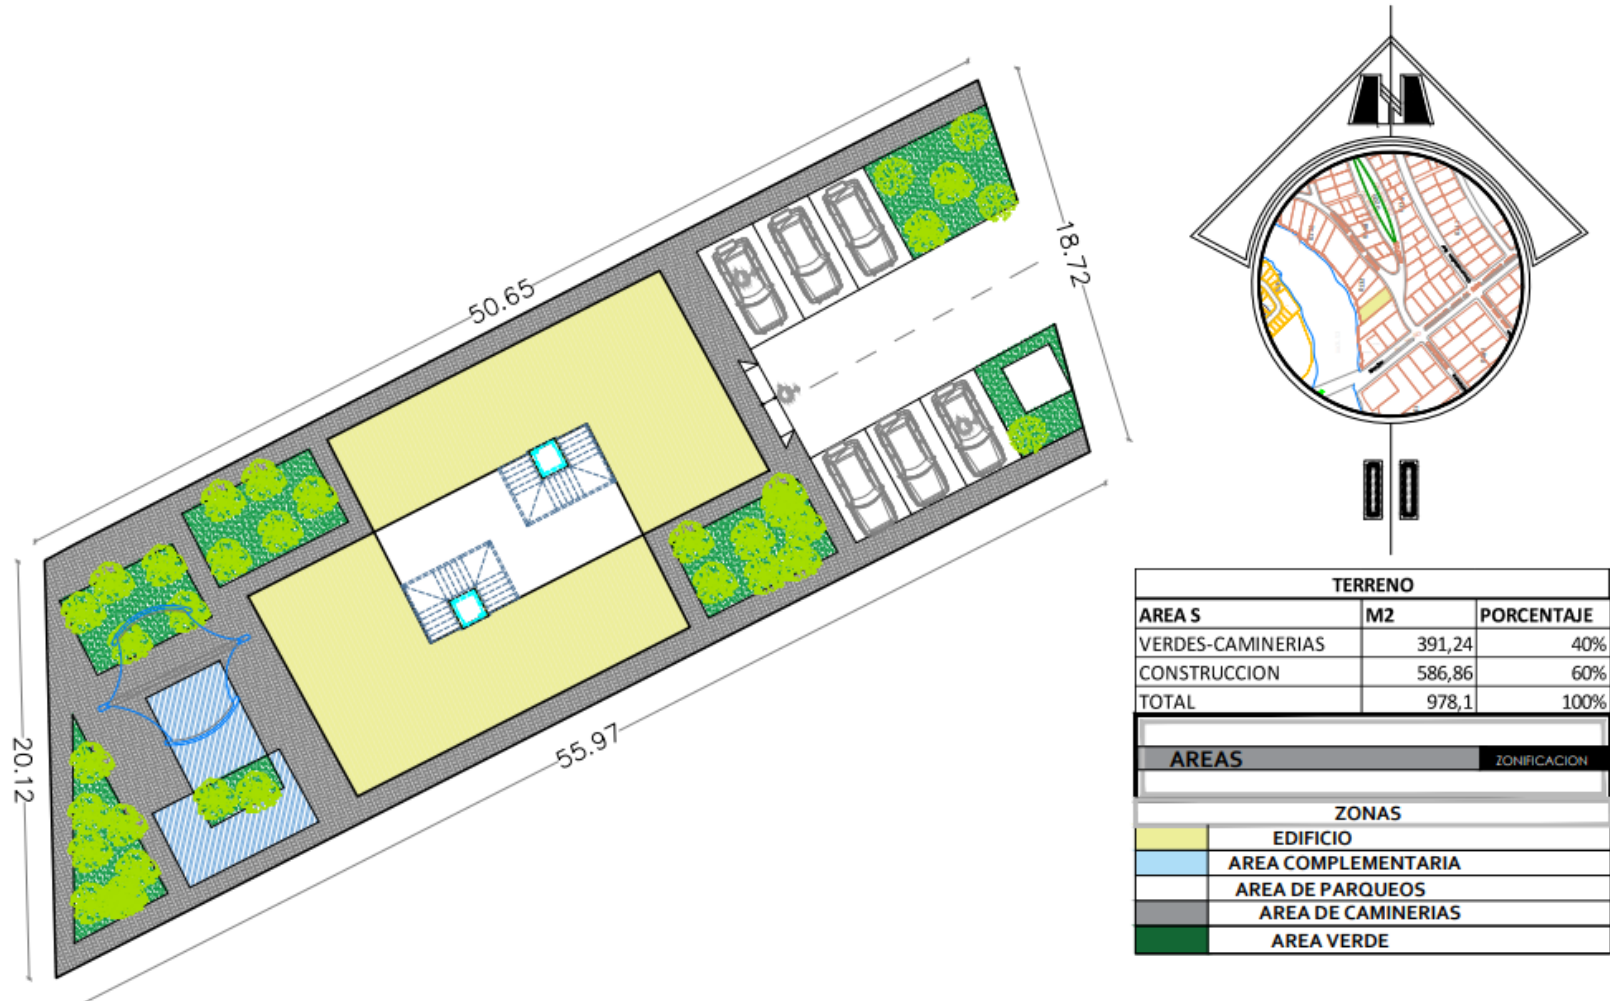 50.65
18.72
55.97
20.12
N
TERRENO
AREA S M2 PORCENTAJE
VERDES-CAMINERIAS 391,24 40%
CONSTRUCCION 586,86 60%
TOTAL 978,1 100%
AREAS ZONIFICACION
ZONAS
EDIFICIO
AREA COMPLEMENTARIA
AREA DE PARQUEOS
AREA DE CAMINERIAS
AREA VERDE